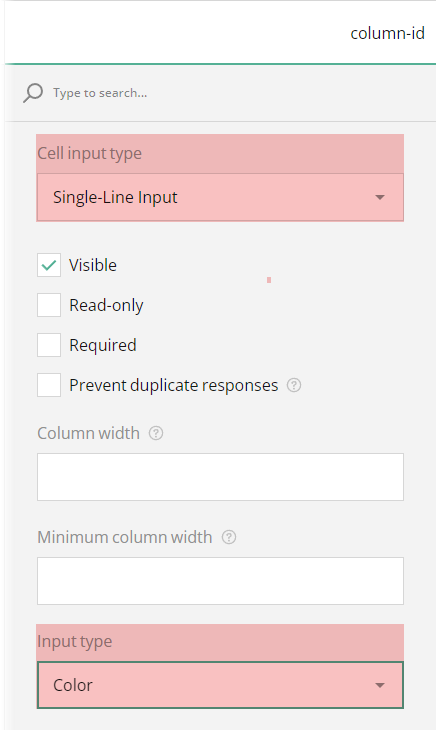 column-id
Type to search...
Cell input type
Single-Line Input
Visible
Read-only
Required
Prevent duplicate responses ?
Column width ?
Minimum column width ?
Input type
Color